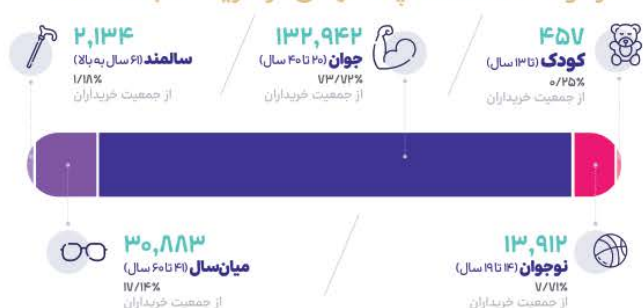 ۴۵۷
کودک (تا ۱۳ سال)
۰/۲۵%
از جمعیت خریداران
۱۳۲,۹۴۲
جوان (۲۰ تا ۴۰ سال)
۷۳/۷۲%
از جمعیت خریداران
۲,۱۳۴
سالمند (۶۱ سال به بالا)
۱/۱۸%
از جمعیت خریداران
۱۳,۹۱۲
نوجوان (۱۴ تا ۱۹ سال)
۷/۷۱%
از جمعیت خریداران
۳۰,۸۸۳
میان‌سال (۴۱ تا ۶۰ سال)
۱۷/۱۴%
از جمعیت خریداران